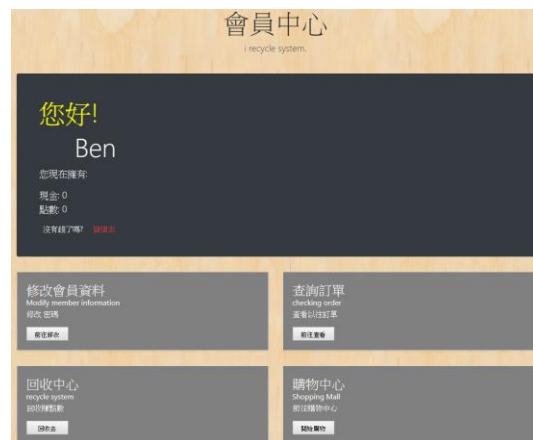 會員中心
i recycle system.
您好!
Ben
您現在擁有:
現金: 0
點數: 0
沒有錢了嗎?
修改會員資料
Modify member information
修改 密碼
前往修改
查詢訂單
checking order
查看以往訂單
前往查看
回收中心
recycle system
回收賺點數
回收去
購物中心
Shopping Mall
前往購物中心
開始購物